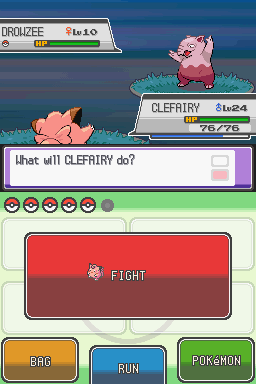 DROWZEE ♀Lv10
HP
CLEFAIRY ♂Lv24
HP
76/76
What will CLEFAIRY do?
FIGHT
BAG
RUN
POKéMON